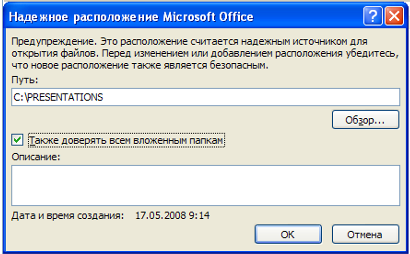 Надежное расположение Microsoft Office
Предупреждение. Это расположение считается надежным источником для
открытия файлов. Перед изменением или добавлением расположения убедитесь,
что новое расположение также является безопасным.
Путь:
C:\PRESENTATIONS
Обзор...
Также доверять всем вложенным папкам
Описание:
Дата и время создания: 17.05.2008 9:14
ОК Отмена